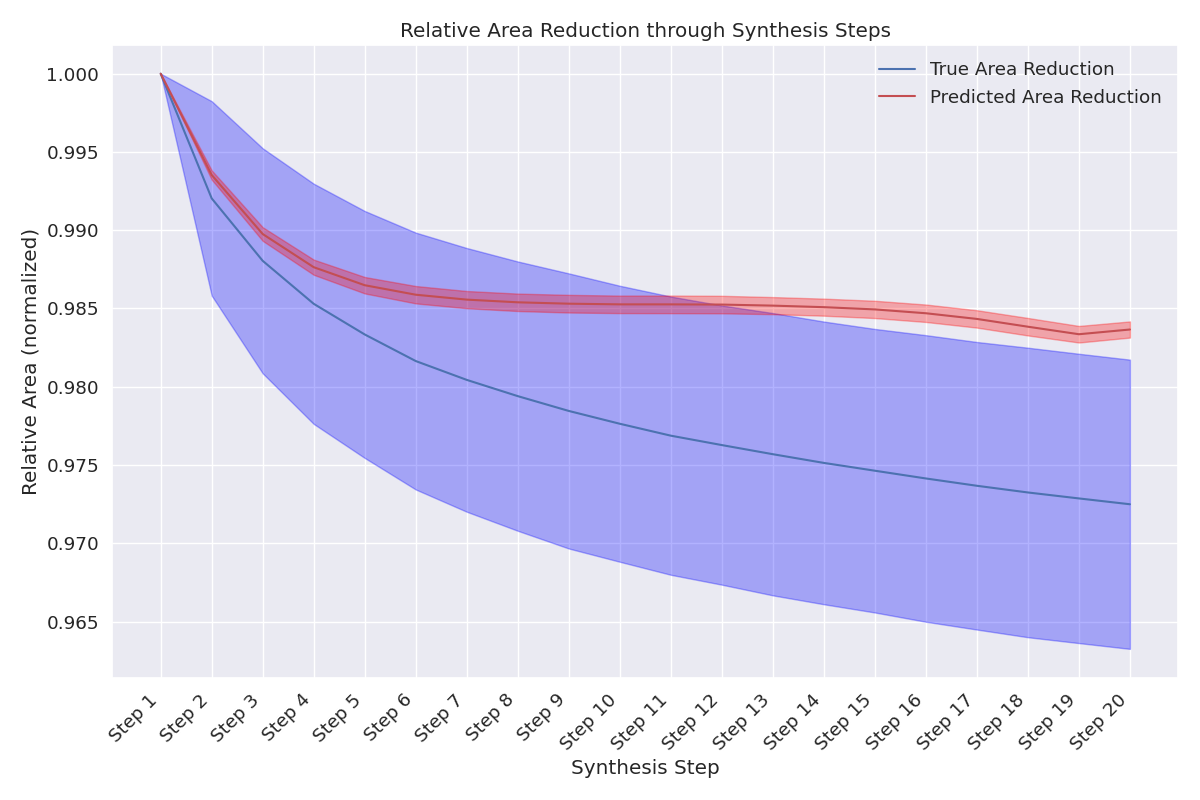 Relative Area Reduction through Synthesis Steps
True Area Reduction
Predicted Area Reduction
Relative Area (normalized)
1.000
0.995
0.990
0.985
0.980
0.975
0.970
0.965
Step 1
Step 2
Step 3
Step 4
Step 5
Step 6
Step 7
Step 8
Step 9
Step 10
Step 11
Step 12
Step 13
Step 14
Step 15
Step 16
Step 17
Step 18
Step 19
Step 20
Synthesis Step